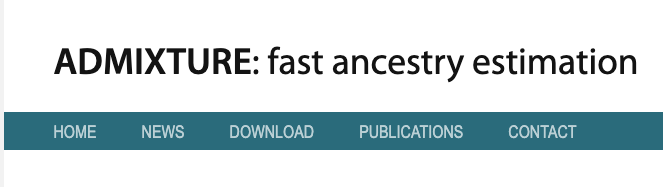 ADMIXTURE: fast ancestry estimation
HOME NEWS DOWNLOAD PUBLICATIONS CONTACT